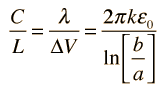 C/L = λ/ΔV = 2πkε₀/ln[b/a]